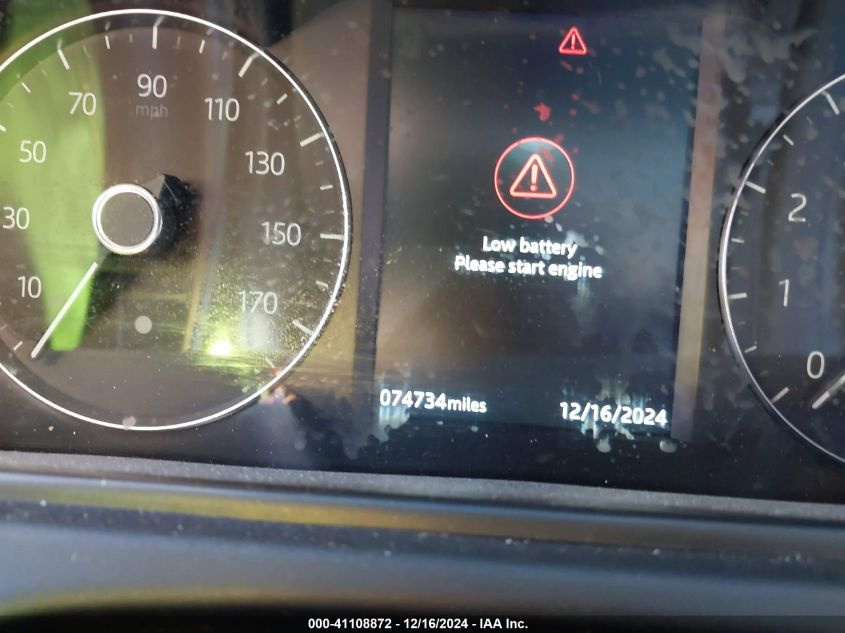 90
mph
70
110
50
130
30
150
10
170
2
1
0
Low battery
Please start engine
074734miles
12/16/2024
000-41108872 - 12/16/2024 - IAA Inc.